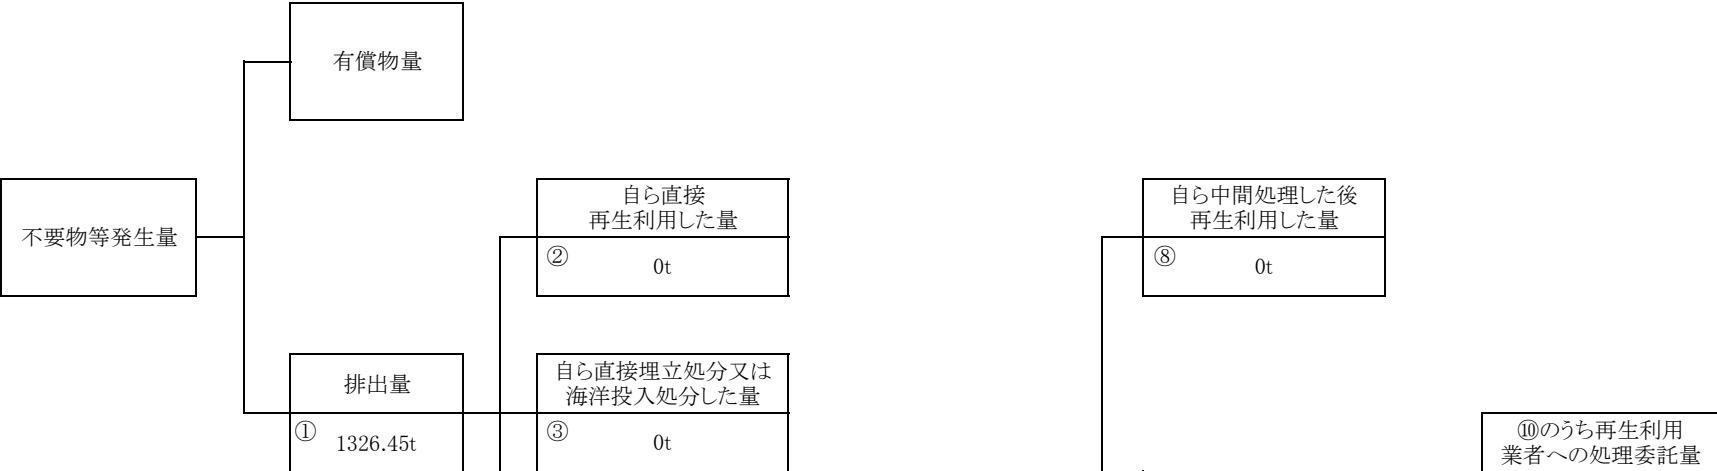 有償物量
不要物等発生量
自ら直接
再生利用した量
② 0t
自ら中間処理した後
再生利用した量
⑧ 0t
排出量
① 1326.45t
自ら直接埋立処分又は
海洋投入処分した量
③ 0t
⑩のうち再生利用
業者への処理委託量